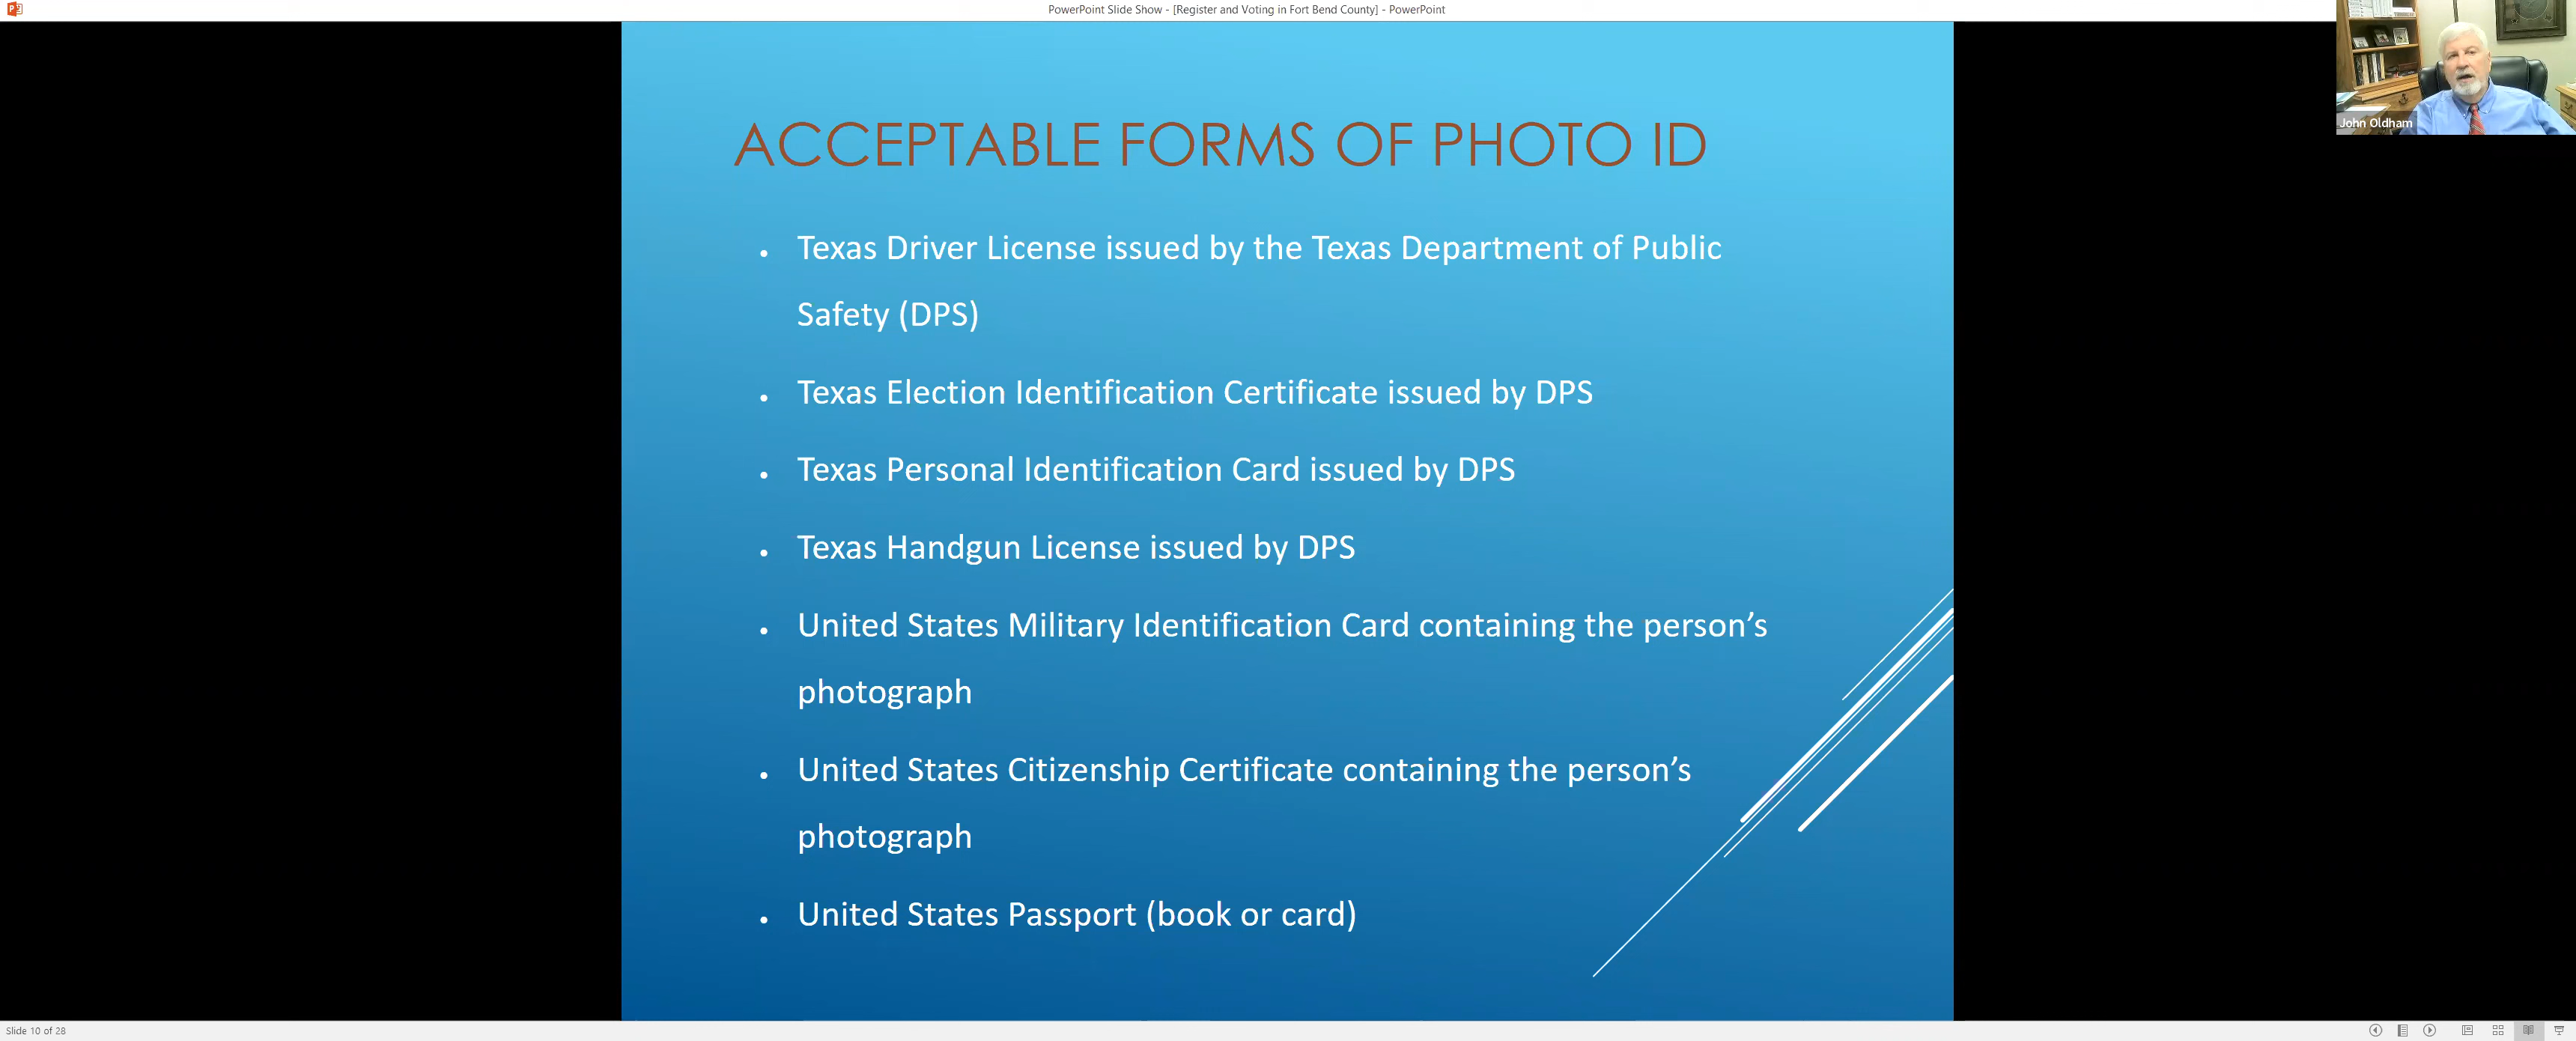 PowerPoint Slide Show - [Register and Voting in Fort Bend County] - PowerPoint
John Oldham
ACCEPTABLE FORMS OF PHOTO ID
• Texas Driver License issued by the Texas Department of Public
Safety (DPS)
• Texas Election Identification Certificate issued by DPS
• Texas Personal Identification Card issued by DPS
• Texas Handgun License issued by DPS
• United States Military Identification Card containing the person’s
photograph
• United States Citizenship Certificate containing the person’s
photograph
• United States Passport (book or card)
Slide 10 of 28